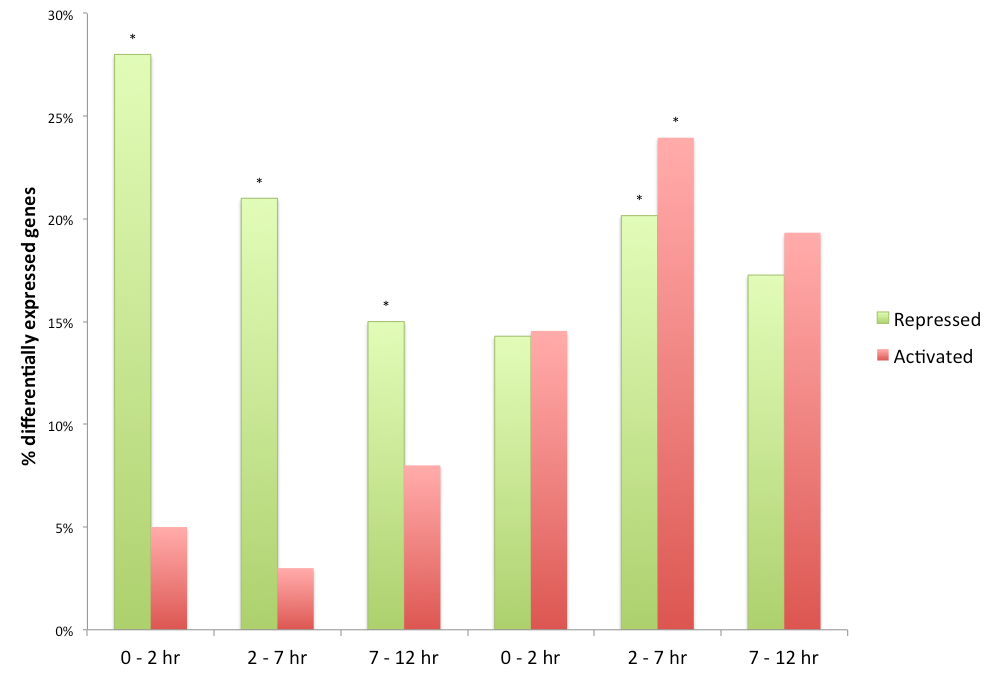 30%
25%
20%
15%
10%
5%
0%
% differentially expressed genes
*
*
*
*
*
0 - 2 hr
2 - 7 hr
7 - 12 hr
0 - 2 hr
2 - 7 hr
7 - 12 hr
Repressed
Activated